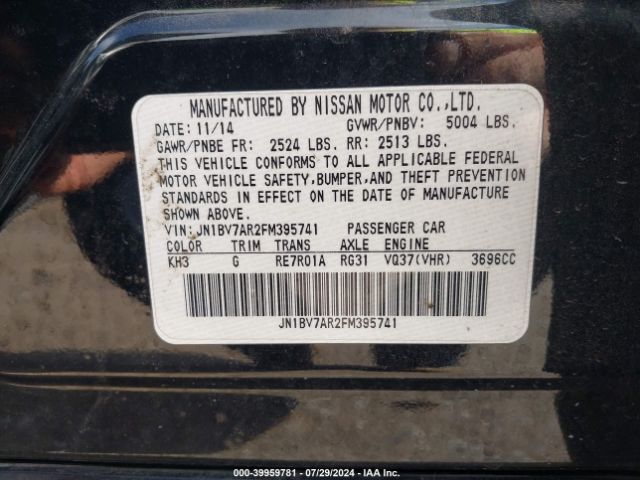 MANUFACTURED BY NISSAN MOTOR CO.,LTD.
DATE: 11/14 GVWR/PNBV: 5004 LBS.
GAWR/PNBE FR: 2524 LBS. RR: 2513 LBS.
THIS VEHICLE CONFORMS TO ALL APPLICABLE FEDERAL
MOTOR VEHICLE SAFETY,BUMPER,AND THEFT PREVENTION
STANDARDS IN EFFECT ON THE DATE OF MANUFACTURE
SHOWN ABOVE.
VIN:JN1BV7AR2FM395741 PASSENGER CAR
COLOR TRIM TRANS AXLE ENGINE
KH3 G RE7R01A RG31 VQ37(VHR) 3696CC
JN1BV7AR2FM395741
000-39959781 - 07/29/2024 - IAA Inc.